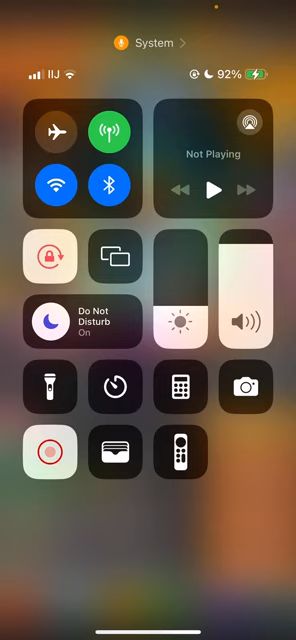 System
IIJ
92%
Not Playing
Do Not
Disturb
On